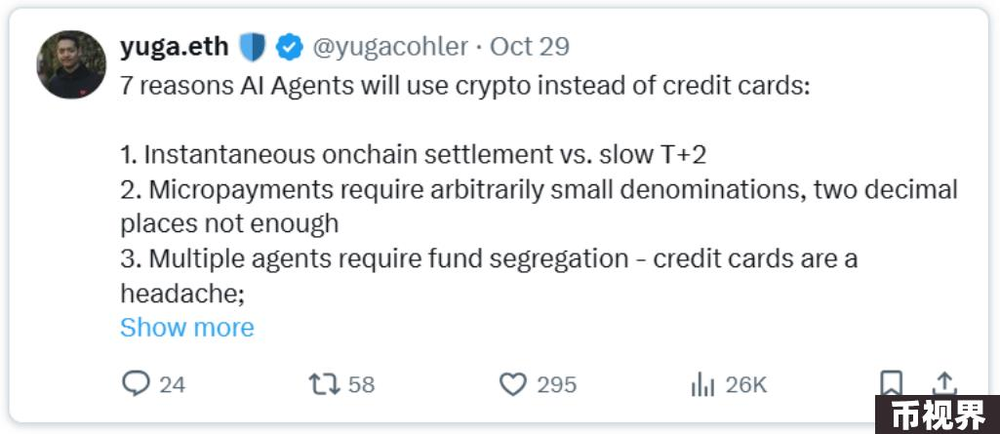 yuga.eth @yugacohler · Oct 29
7 reasons AI Agents will use crypto instead of credit cards:
1. Instantaneous onchain settlement vs. slow T+2
2. Micropayments require arbitrarily small denominations, two decimal
places not enough
3. Multiple agents require fund segregation - credit cards are a
headache;
Show more
24 58 295 26K
币视界